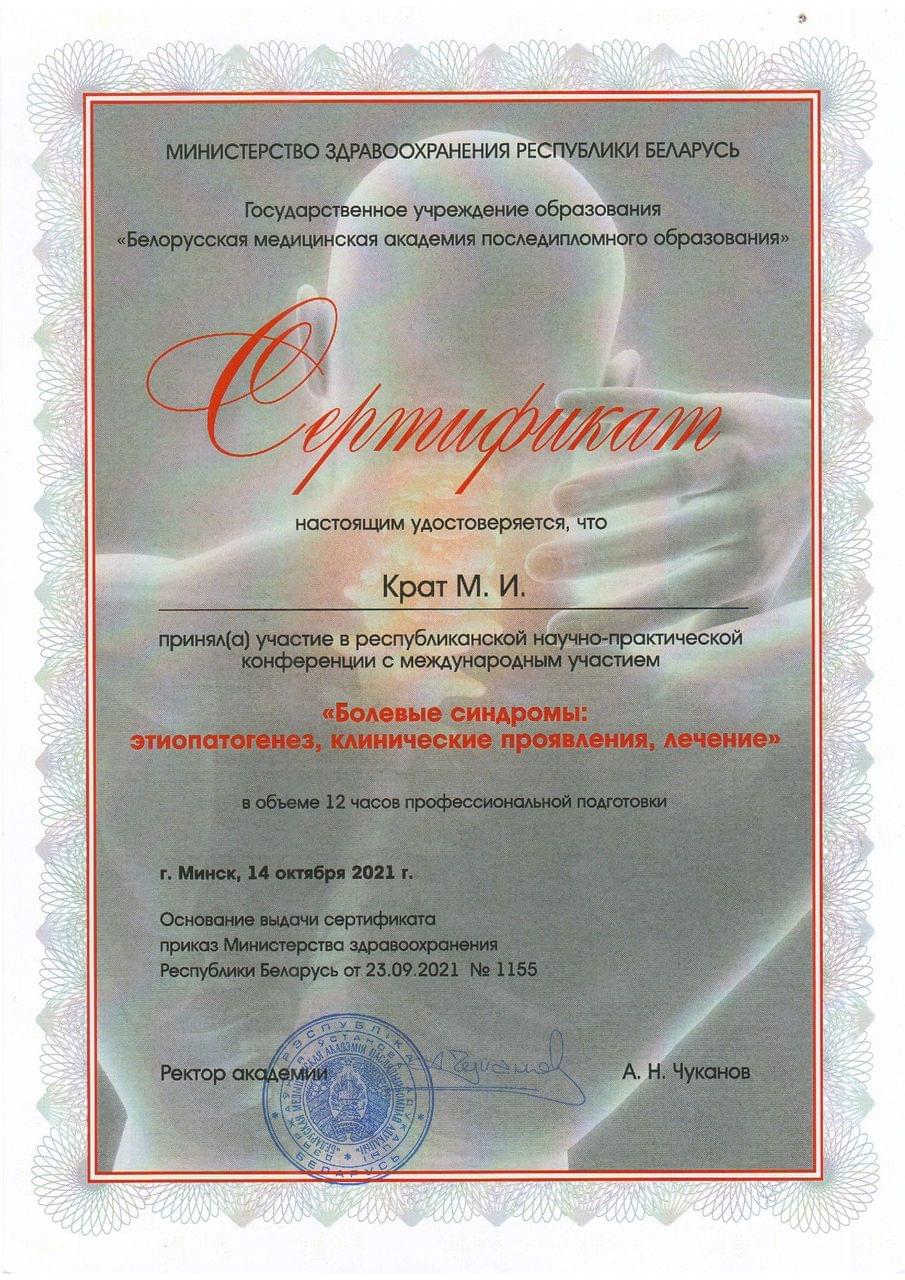 МИНИСТЕРСТВО ЗДРАВООХРАНЕНИЯ РЕСПУБЛИКИ БЕЛАРУСЬ
Государственное учреждение образования
«Белорусская медицинская академия последипломного образования»
Сертификат
настоящим удостоверяется, что
Крат М. И.
принял(а) участие в республиканской научно-практической
конференции с международным участием
«Болевые синдромы:
этиопатогенез, клинические проявления, лечение»
в объеме 12 часов профессиональной подготовки
г. Минск, 14 октября 2021 г.
Основание выдачи сертификата
приказ Министерства здравоохранения
Республики Беларусь от 23.09.2021 № 1155
Ректор академии
А. Н. Чуканов
РЭСПУБЛІКА БЕЛАРУСЬ